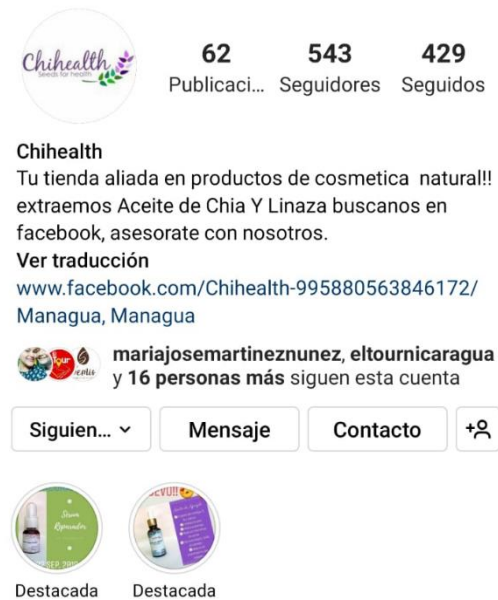 Chihealth
Seeds for health
62 543 429
Publicaci... Seguidores Seguidos
Chihealth
Tu tienda aliada en productos de cosmetica natural!!
extraemos Aceite de Chia Y Linaza buscanos en
facebook, asesorate con nosotros.
Ver traducción
www.facebook.com/Chihealth-995880563846172/
Managua, Managua
mariajosemartineznunez, eltournicaragua
y 16 personas más siguen esta cuenta
Siguien... Mensaje Contacto
Serum
Reparador
Destacada Destacada